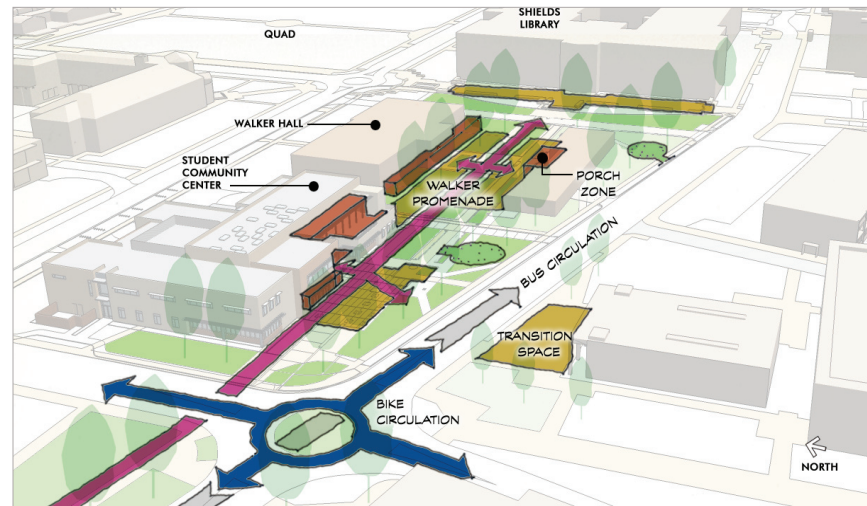 SHIELDS
LIBRARY
QUAD
WALKER HALL
STUDENT
COMMUNITY
CENTER
WALKER
PROMENADE
PORCH
ZONE
BUS CIRCULATION
TRANSITION
SPACE
BIKE
CIRCULATION
NORTH